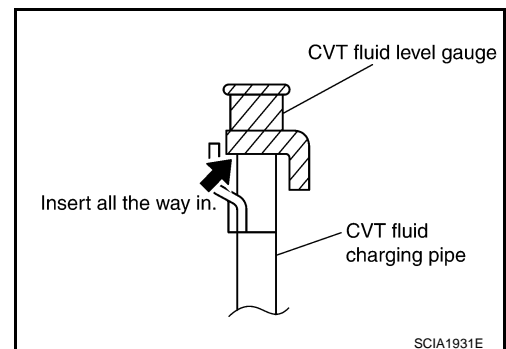 CVT fluid level gauge
Insert all the way in.
CVT fluid
charging pipe
SCIA1931E